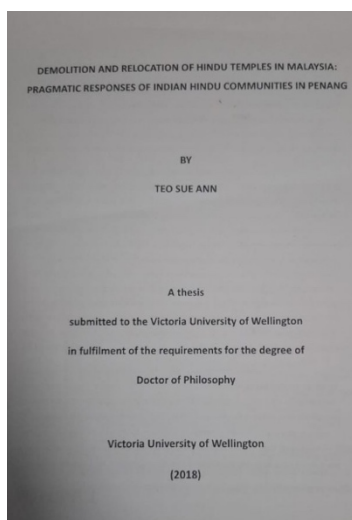 DEMOLITION AND RELOCATION OF HINDU TEMPLES IN MALAYSIA:
PRAGMATIC RESPONSES OF INDIAN HINDU COMMUNITIES IN PENANG
BY
TEO SUE ANN
A thesis
submitted to the Victoria University of Wellington
in fulfilment of the requirements for the degree of
Doctor of Philosophy
Victoria University of Wellington
(2018)